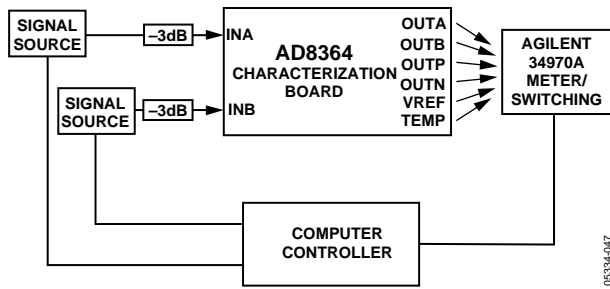 SIGNAL
SOURCE
–3dB
INA
SIGNAL
SOURCE
–3dB
INB
AD8364
CHARACTERIZATION
BOARD
OUTA
OUTB
OUTP
OUTN
VREF
TEMP
AGILENT
34970A
METER/
SWITCHING
COMPUTER
CONTROLLER
05334-047